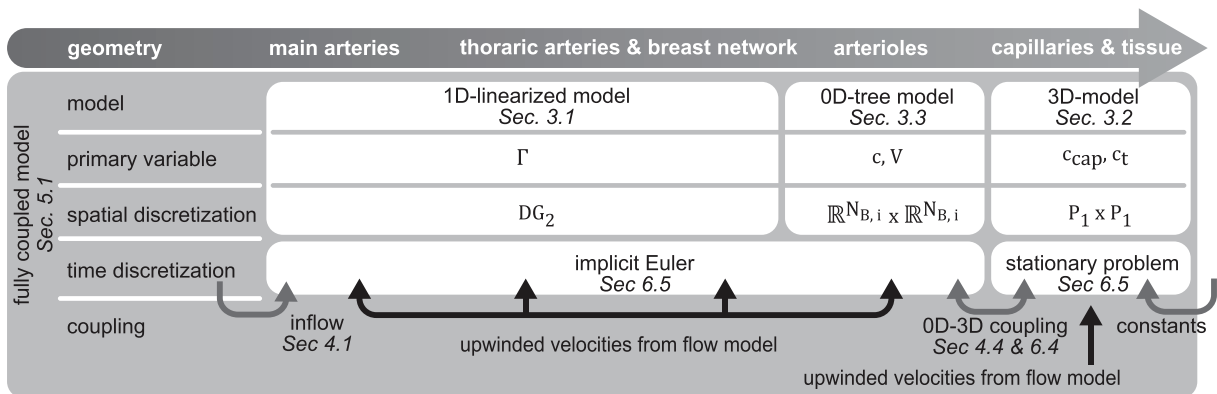 geometry main arteries thoraric arteries & breast network arterioles capillaries & tissue
fully coupled model
Sec. 5.1
model 1D-linearized model 0D-tree model 3D-model
Sec. 3.1 Sec. 3.3 Sec. 3.2
primary variable Γ c, V c_cap, c_t
spatial discretization DG_2 ℝ^N_B, i x ℝ^N_B, i P_1 x P_1
time discretization implicit Euler stationary problem
Sec 6.5 Sec 6.5
coupling inflow 0D-3D coupling constants
Sec 4.1 upwinded velocities from flow model Sec 4.4 & 6.4
upwinded velocities from flow model